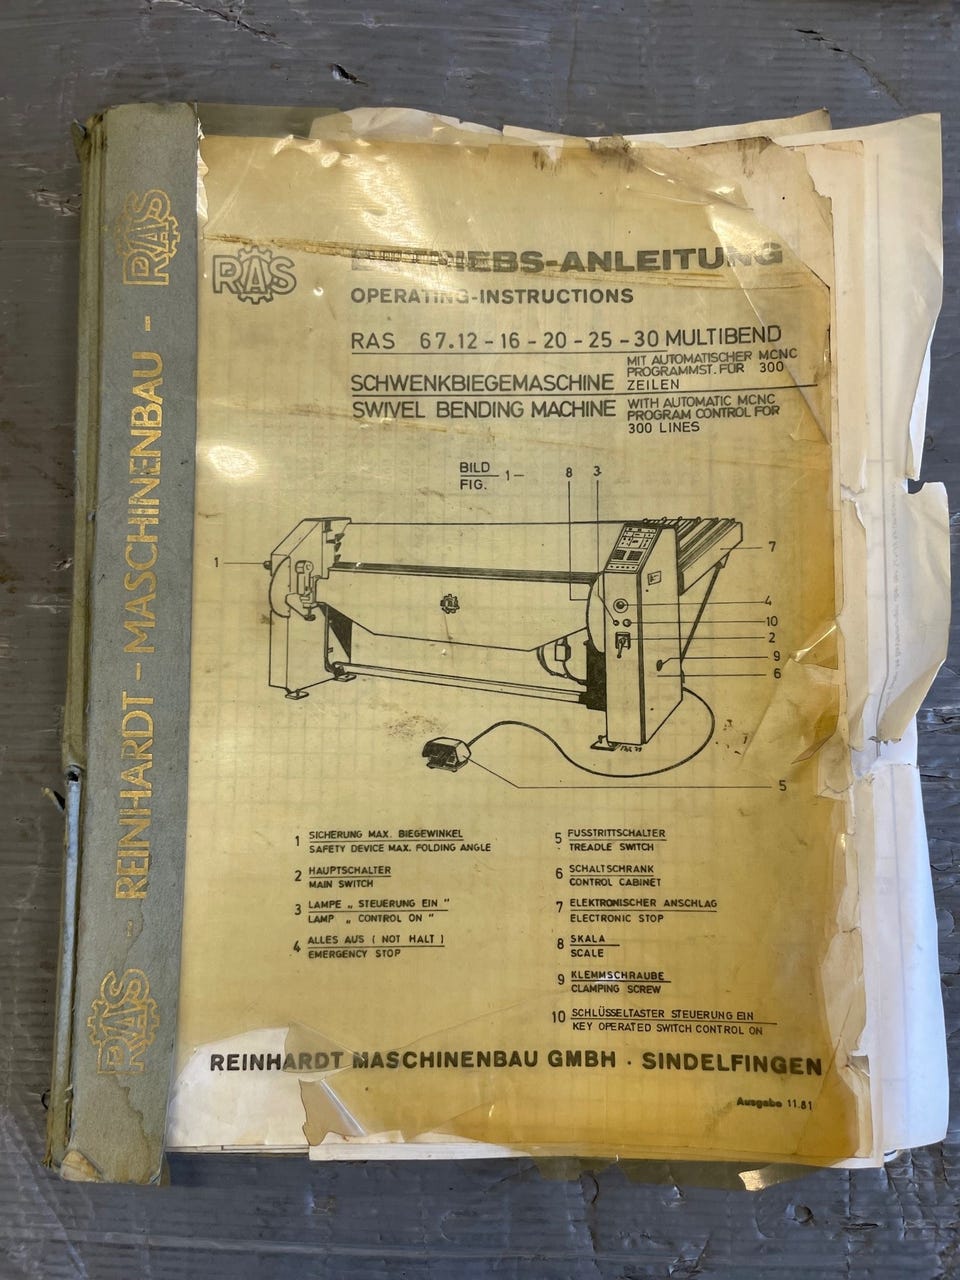 RAS - REINHARDT - MASCHINENBAU - RAS
RAS
BETRIEBS-ANLEITUNG
OPERATING-INSTRUCTIONS
RAS 67.12 - 16 - 20 - 25 - 30 MULTIBEND
SCHWENKBIEGEMASCHINE
MIT AUTOMATISCHER MCNC
PROGRAMMST. FÜR 300
ZEILEN
SWIVEL BENDING MACHINE
WITH AUTOMATIC MCNC
PROGRAM CONTROL FOR
300 LINES
BILD
FIG. 1-
8 3
1
7
4
10
2
9
6
5
RAS
1 SICHERUNG MAX. BIEGEWINKEL
SAFETY DEVICE MAX. FOLDING ANGLE
2 HAUPTSCHALTER
MAIN SWITCH
3 LAMPE „ STEUERUNG EIN "
LAMP „ CONTROL ON "
4 ALLES AUS ( NOT HALT )
EMERGENCY STOP
5 FUSSTRITTSCHALTER
TREADLE SWITCH
6 SCHALTSCHRANK
CONTROL CABINET
7 ELEKTRONISCHER ANSCHLAG
ELECTRONIC STOP
8 SKALA
SCALE
9 KLEMMSCHRAUBE
CLAMPING SCREW
10 SCHLÜSSELTASTER STEUERUNG EIN
KEY OPERATED SWITCH CONTROL ON
REINHARDT MASCHINENBAU GMBH · SINDELFINGEN
Ausgabe 11.81